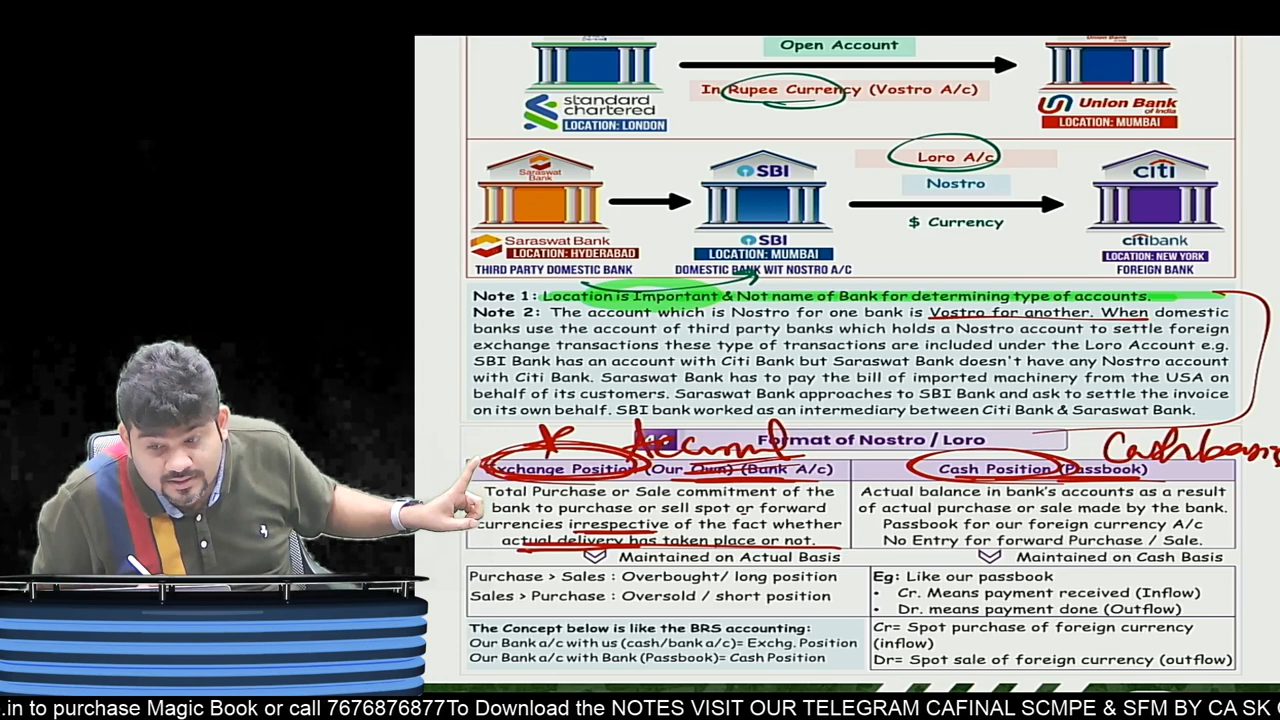 Open Account
In Rupee Currency (Vostro A/c)
standard
chartered
LOCATION: LONDON
Union Bank
of India
LOCATION: MUMBAI
Loro A/c
Saraswat
Bank
SBI
citi
Nostro
$ Currency
Saraswat Bank
LOCATION: HYDERABAD
SBI
LOCATION: MUMBAI
citibank
LOCATION: NEW YORK
THIRD PARTY DOMESTIC BANK
DOMESTIC BANK WIT NOSTRO A/C
FOREIGN BANK
Note 1: Location is Important & Not name of Bank for determining type of accounts.
Note 2: The account which is Nostro for one bank is Vostro for another. When domestic
banks use the account of third party banks which holds a Nostro account to settle foreign
exchange transactions these type of transactions are included under the Loro Account e.g.
SBI Bank has an account with Citi Bank but Saraswat Bank doesn't have any Nostro account
with Citi Bank. Saraswat Bank has to pay the bill of imported machinery from the USA on
behalf of its customers. Saraswat Bank approaches to SBI Bank and ask to settle the invoice
on its own behalf. SBI bank worked as an intermediary between Citi Bank & Saraswat Bank.
Format of Nostro / Loro
Cash basis
Exchange Position (Our Own) (Bank A/c)
Cash Position (Passbook)
Total Purchase or Sale commitment of the
bank to purchase or sell spot or forward
currencies irrespective of the fact whether
actual delivery has taken place or not.
Maintained on Actual Basis
Actual balance in bank's accounts as a result
of actual purchase or sale made by the bank.
Passbook for our foreign currency A/c
No Entry for forward Purchase / Sale.
Maintained on Cash Basis
Purchase > Sales : Overbought/ long position
Sales > Purchase : Oversold / short position
Eg: Like our passbook
• Cr. Means payment received (Inflow)
• Dr. means payment done (Outflow)
The Concept below is like the BRS accounting:
Our Bank a/c with us (cash/bank a/c)= Exchg. Position
Our Bank a/c with Bank (Passbook)= Cash Position
Cr= Spot purchase of foreign currency
(inflow)
Dr= Spot sale of foreign currency (outflow)
.in to purchase Magic Book or call 7676876877To Download the NOTES VISIT OUR TELEGRAM CAFINAL SCMPE & SFM BY CA SK